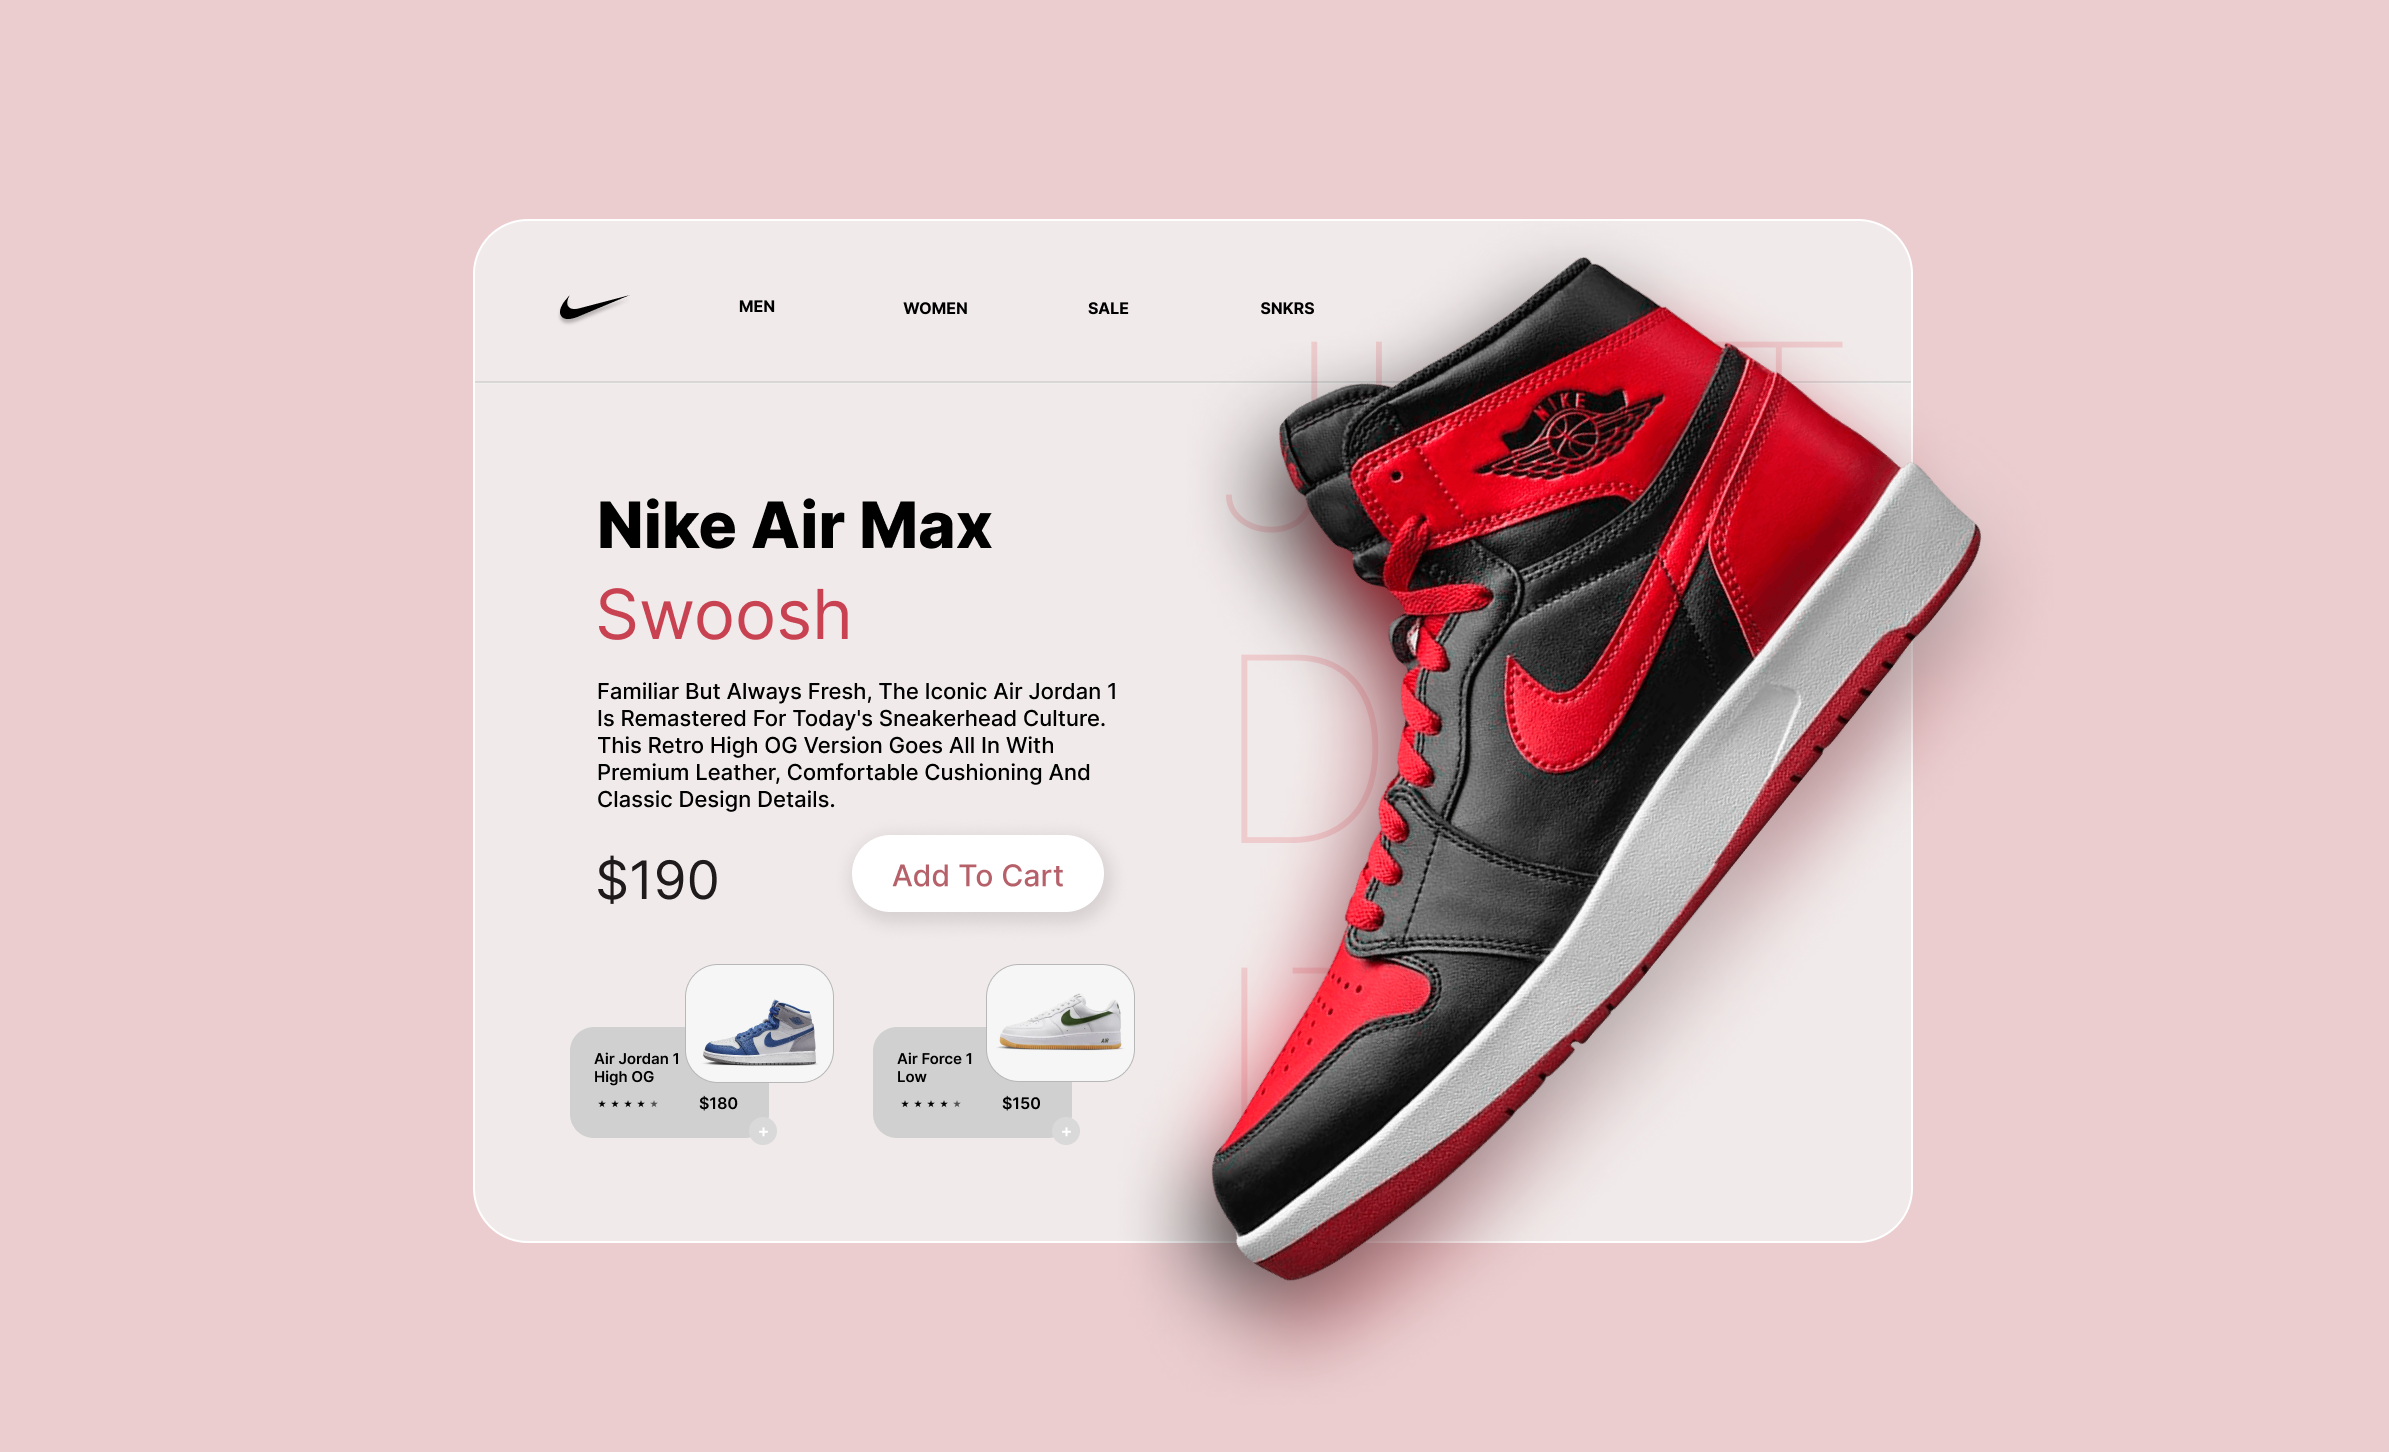 MEN
WOMEN
SALE
SNKRS
NIKE
Nike Air Max
Swoosh
Familiar But Always Fresh, The Iconic Air Jordan 1
Is Remastered For Today's Sneakerhead Culture.
This Retro High OG Version Goes All In With
Premium Leather, Comfortable Cushioning And
Classic Design Details.
$190
Add To Cart
Air Jordan 1
High OG
$180
+
Air Force 1
Low
$150
+